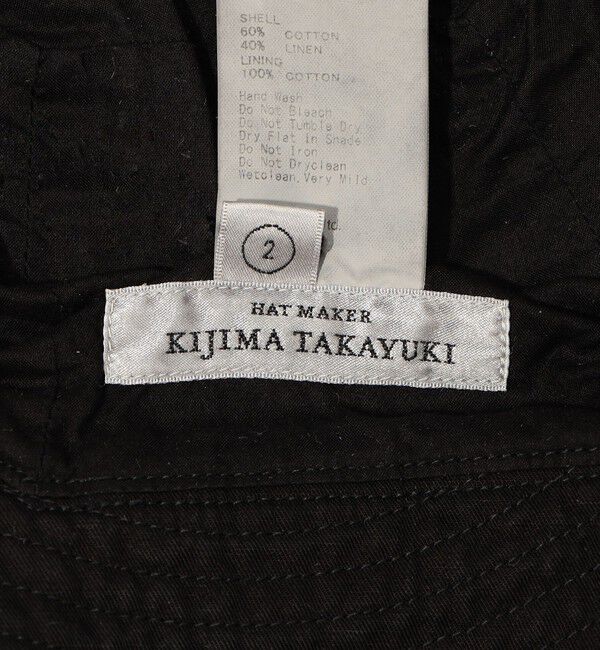 SHELL
60% COTTON
40% LINEN
LINING
100% COTTON
Hand Wash
Do Not Bleach
Do Not Tumble Dry
Dry Flat in Shade
Do Not Iron
Do Not Dryclean
Wetclean,Very Mild
td.
2
HAT MAKER
KIJIMA TAKAYUKI